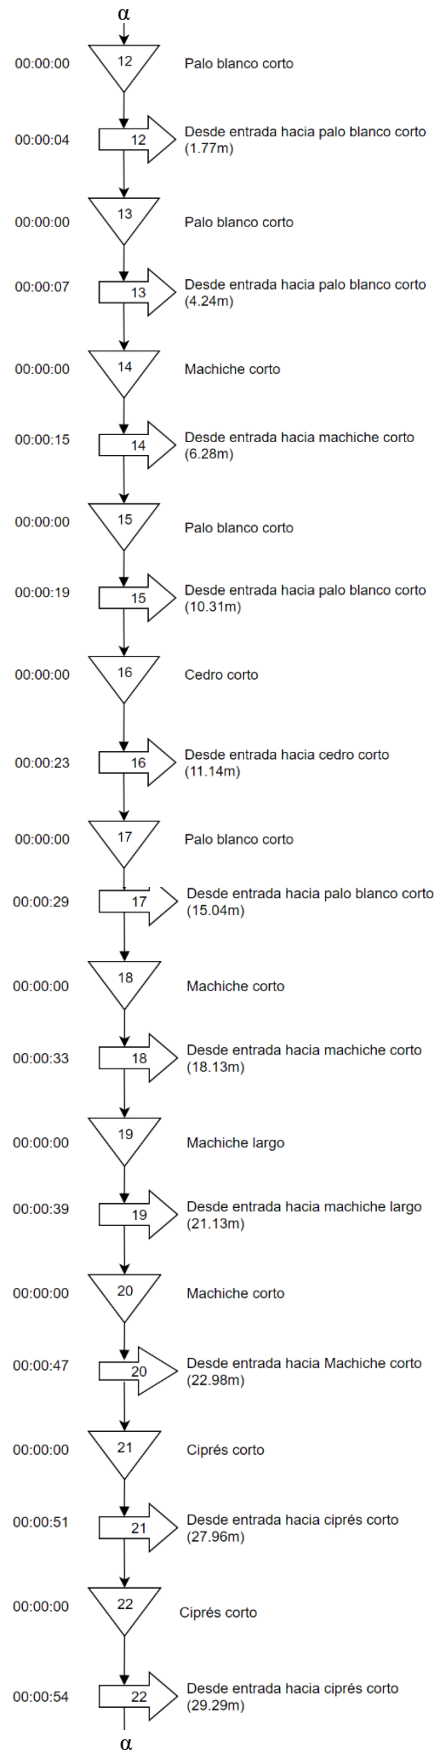 α
00:00:00 12 Palo blanco corto
00:00:04 12 Desde entrada hacia palo blanco corto
(1.77m)
00:00:00 13 Palo blanco corto
00:00:07 13 Desde entrada hacia palo blanco corto
(4.24m)
00:00:00 14 Machiche corto
00:00:15 14 Desde entrada hacia machiche corto
(6.28m)
00:00:00 15 Palo blanco corto
00:00:19 15 Desde entrada hacia palo blanco corto
(10.31m)
00:00:00 16 Cedro corto
00:00:23 16 Desde entrada hacia cedro corto
(11.14m)
00:00:00 17 Palo blanco corto
00:00:29 17 Desde entrada hacia palo blanco corto
(15.04m)
00:00:00 18 Machiche corto
00:00:33 18 Desde entrada hacia machiche corto
(18.13m)
00:00:00 19 Machiche largo
00:00:39 19 Desde entrada hacia machiche largo
(21.13m)
00:00:00 20 Machiche corto
00:00:47 20 Desde entrada hacia Machiche corto
(22.98m)
00:00:00 21 Ciprés corto
00:00:51 21 Desde entrada hacia ciprés corto
(27.96m)
00:00:00 22 Ciprés corto
00:00:54 22 Desde entrada hacia ciprés corto
(29.29m)
α